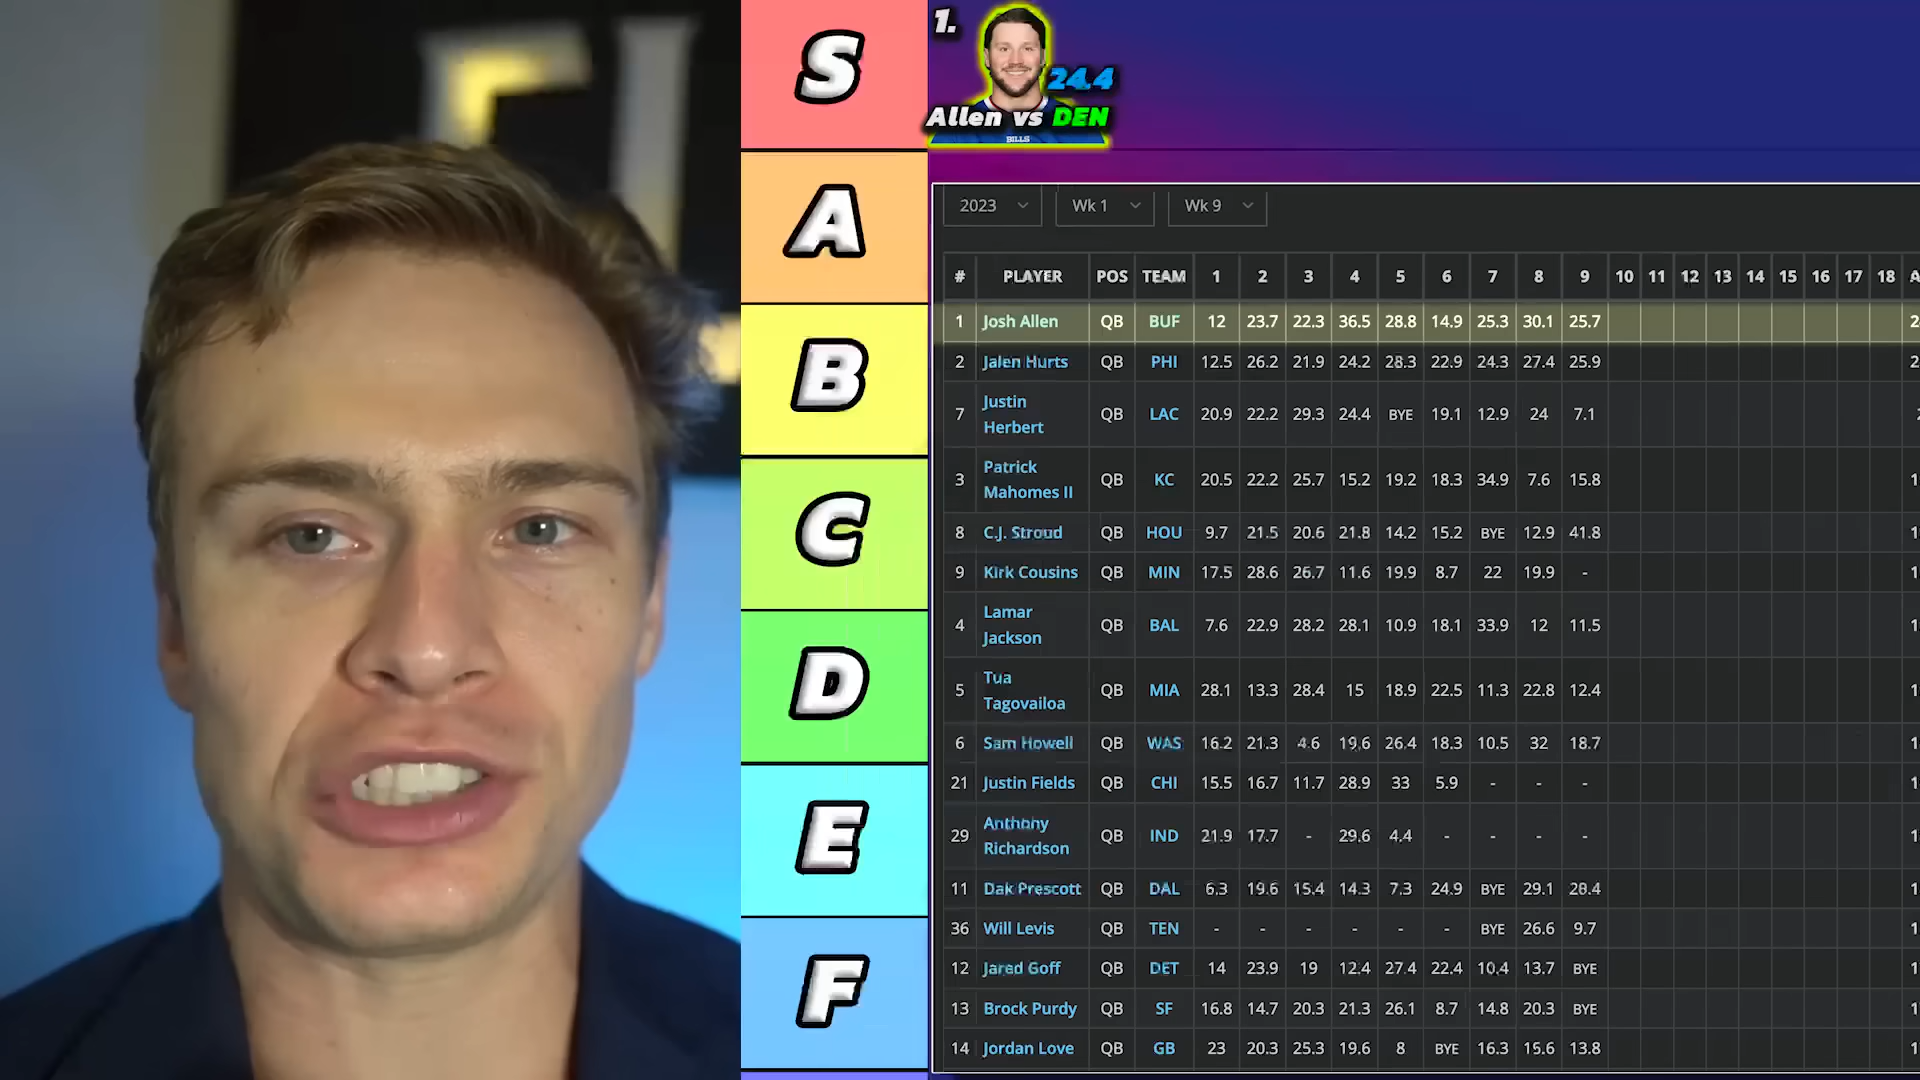 S
A
B
C
D
E
F
1.
24.4
Allen vs DEN
BILLS
2023 Wk 1 Wk 9
# PLAYER POS TEAM 1 2 3 4 5 6 7 8 9 10 11 12 13 14 15 16 17 18
1 Josh Allen QB BUF 12 23.7 22.3 36.5 28.8 14.9 25.3 30.1 25.7
2 Jalen Hurts QB PHI 12.5 26.2 21.9 24.2 28.3 22.9 24.3 27.4 25.9
7 Justin Herbert QB LAC 20.9 22.2 29.3 24.4 BYE 19.1 12.9 24 7.1
3 Patrick Mahomes II QB KC 20.5 22.2 25.7 15.2 19.2 18.3 34.9 7.6 15.8
8 C.J. Stroud QB HOU 9.7 21.5 20.6 21.8 14.2 15.2 BYE 12.9 41.8
9 Kirk Cousins QB MIN 17.5 28.6 26.7 11.6 19.9 8.7 22 19.9 -
4 Lamar Jackson QB BAL 7.6 22.9 28.2 28.1 10.9 18.1 33.9 12 11.5
5 Tua Tagovailoa QB MIA 28.1 13.3 28.4 15 18.9 22.5 11.3 22.8 12.4
6 Sam Howell QB WAS 16.2 21.3 4.6 19.6 26.4 18.3 10.5 32 18.7
21 Justin Fields QB CHI 15.5 16.7 11.7 28.9 33 5.9 - - -
29 Anthony Richardson QB IND 21.9 17.7 - 29.6 4.4 - - - -
11 Dak Prescott QB DAL 6.3 19.6 15.4 14.3 7.3 24.9 BYE 29.1 28.4
36 Will Levis QB TEN - - - - - - BYE 26.6 9.7
12 Jared Goff QB DET 14 23.9 19 12.4 27.4 22.4 10.4 13.7 BYE
13 Brock Purdy QB SF 16.8 14.7 20.3 21.3 26.1 8.7 14.8 20.3 BYE
14 Jordan Love QB GB 23 20.3 25.3 19.6 8 BYE 16.3 15.6 13.8